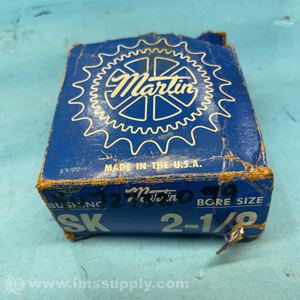 Martin
MADE IN THE U.S.A.
BUSHING Martin BORE SIZE
SK 2-1/8
www.imssupply.com